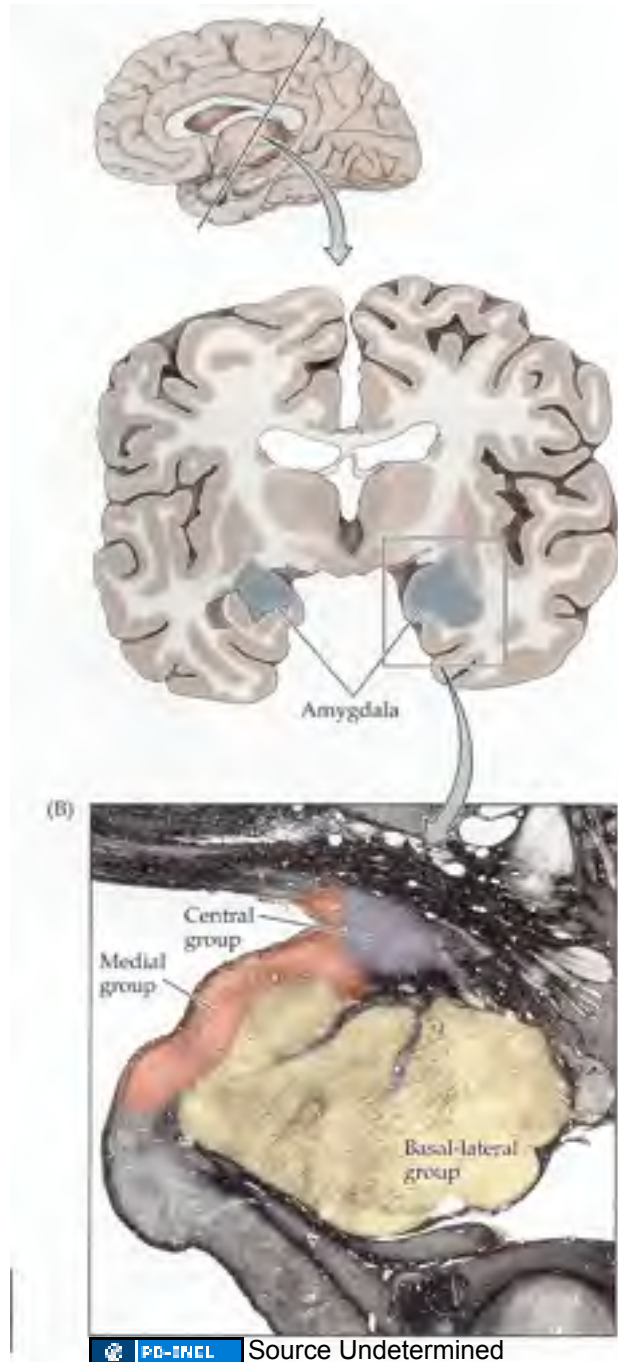 Amygdala
(B)
Central
group
Medial
group
Basal-lateral
group
PD-INEL Source Undetermined